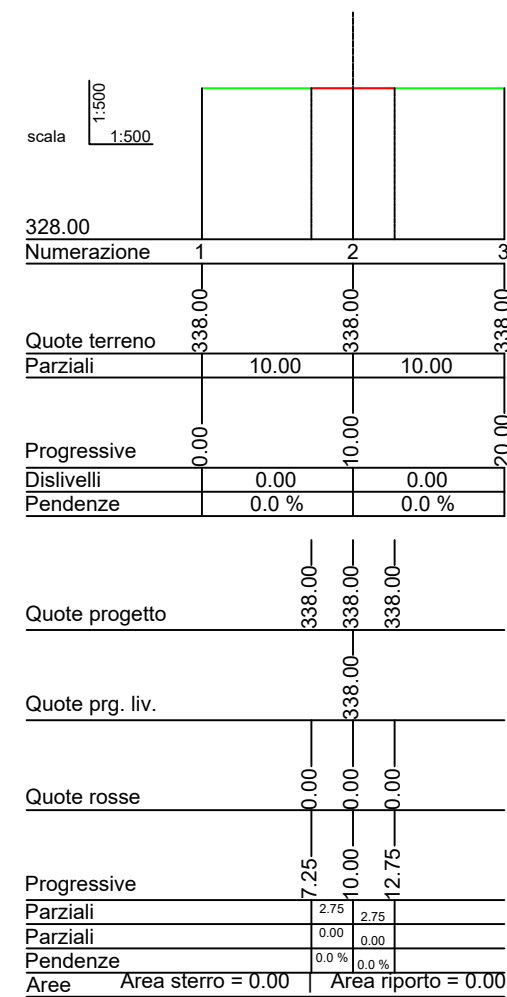 1:500
scala 1:500
328.00
Numerazione 1 2 3
Quote terreno 338.00 338.00 338.00
Parziali 10.00 10.00
Progressive 0.00 10.00 20.00
Dislivelli 0.00 0.00
Pendenze 0.0 % 0.0 %
Quote progetto 338.00 338.00 338.00
Quote prg. liv. 338.00
Quote rosse 0.00 0.00 0.00
Progressive 7.25 10.00 12.75
Parziali 2.75 2.75
Parziali 0.00 0.00
Pendenze 0.0 % 0.0 %
Aree Area sterro = 0.00 | Area riporto = 0.00